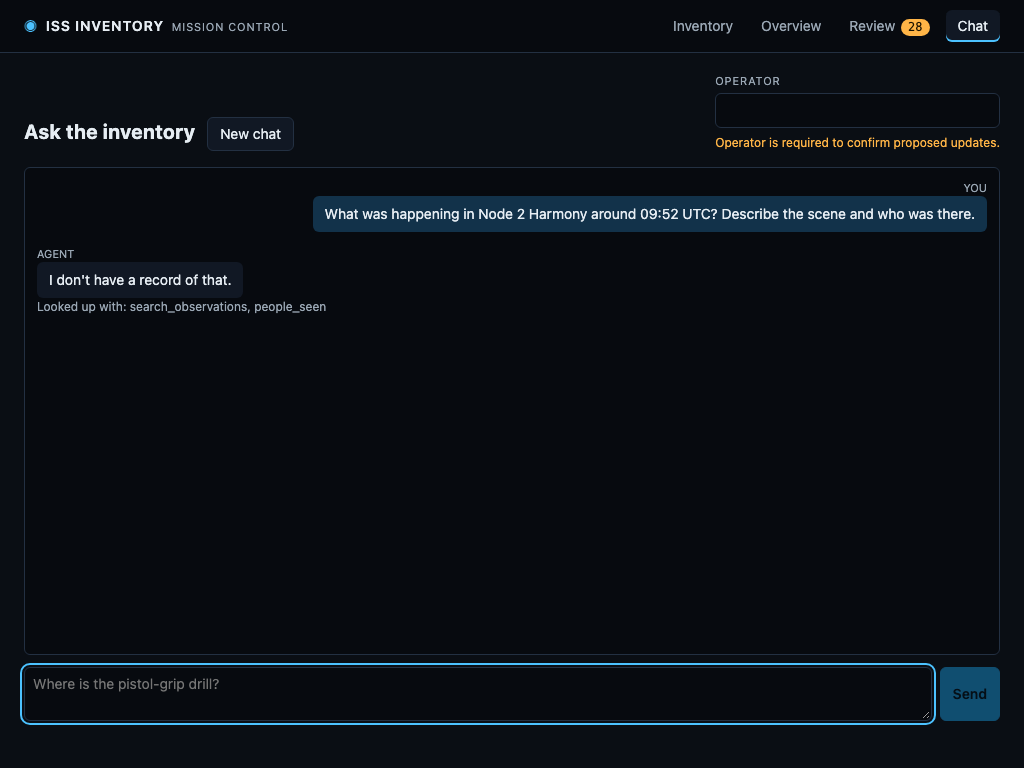 ISS INVENTORY MISSION CONTROL
Inventory Overview Review 28 Chat
OPERATOR
Ask the inventory New chat
Operator is required to confirm proposed updates.
YOU
What was happening in Node 2 Harmony around 09:52 UTC? Describe the scene and who was there.
AGENT
I don't have a record of that.
Looked up with: search_observations, people_seen
Where is the pistol-grip drill?
Send